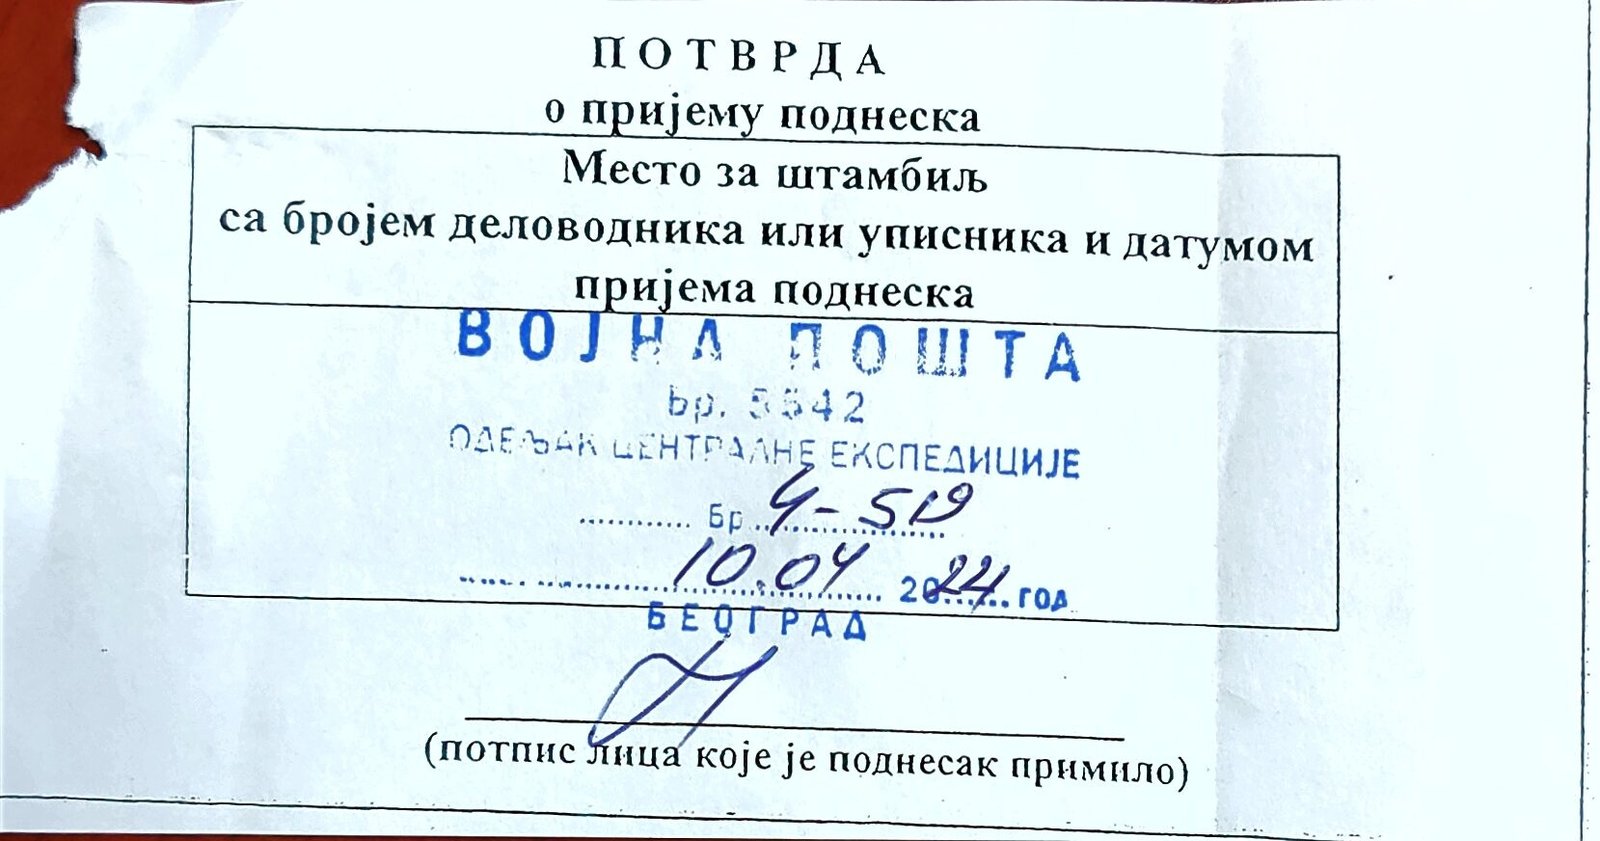 ПОТВРДА
о пријему поднеска
Место за штамбиљ
са бројем деловодника или уписника и датумом
пријема поднеска
ВОЈНА ПОШТА
Бр. 5542
ОДЕЉАК ЦЕНТРАЛНЕ ЕКСПЕДИЦИЈЕ
............ Бр. 4-519
10.04 2024 год
БЕОГРАД
(потпис лица које је поднесак примило)